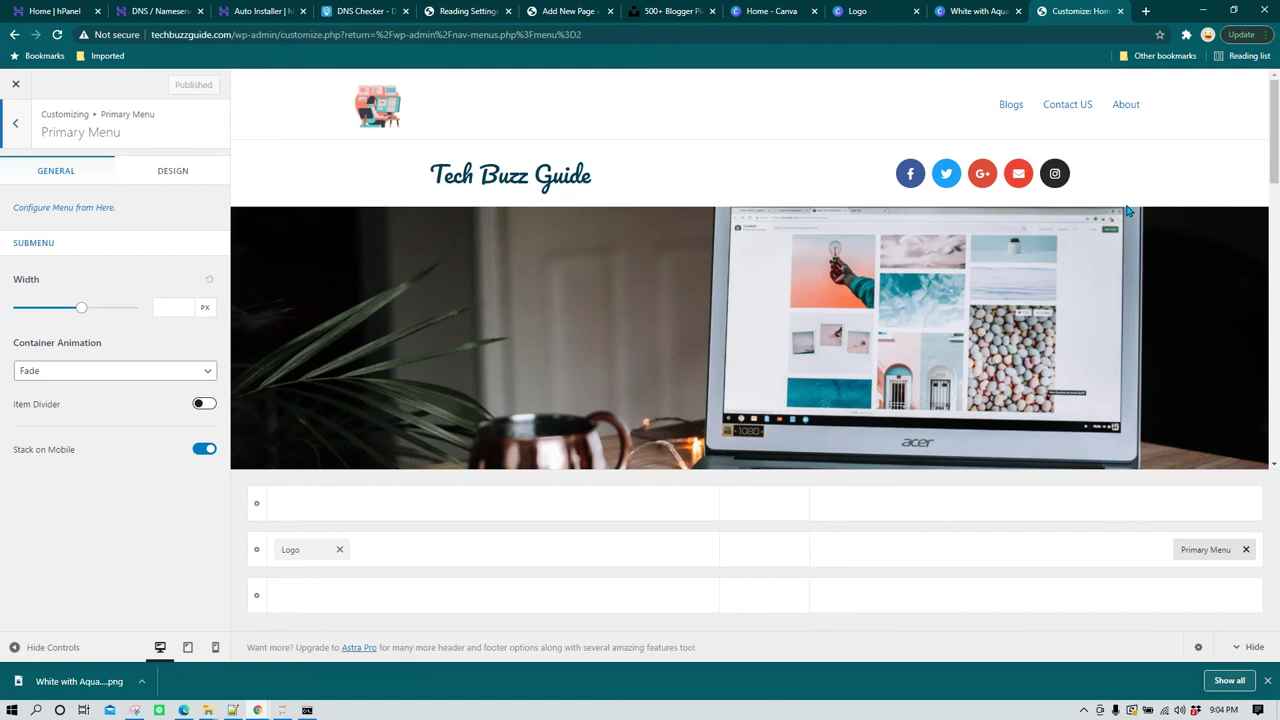 Home | hPanel
DNS / Nameserv
Auto Installer | h
DNS Checker - D
Reading Settings
Add New Page
500+ Blogger Pi
Home - Canva
Logo
White with Aqua
Customize: Hom
Not secure
techbuzzguide.com/wp-admin/customize.php?return=%2Fwp-admin%2Fnav-menus.php%3Fmenu%3D2
Update
Bookmarks
Imported
Other bookmarks
Reading list
Published
Customizing ▸ Primary Menu
Primary Menu
Blogs
Contact US
About
GENERAL
DESIGN
Tech Buzz Guide
Configure Menu from Here.
SUBMENU
Width
PX
Container Animation
Fade
Item Divider
Stack on Mobile
1080
acer
Logo
Primary Menu
Hide Controls
Want more? Upgrade to Astra Pro for many more header and footer options along with several amazing features too!
Hide
White with Aqua....png
Show all
9:04 PM